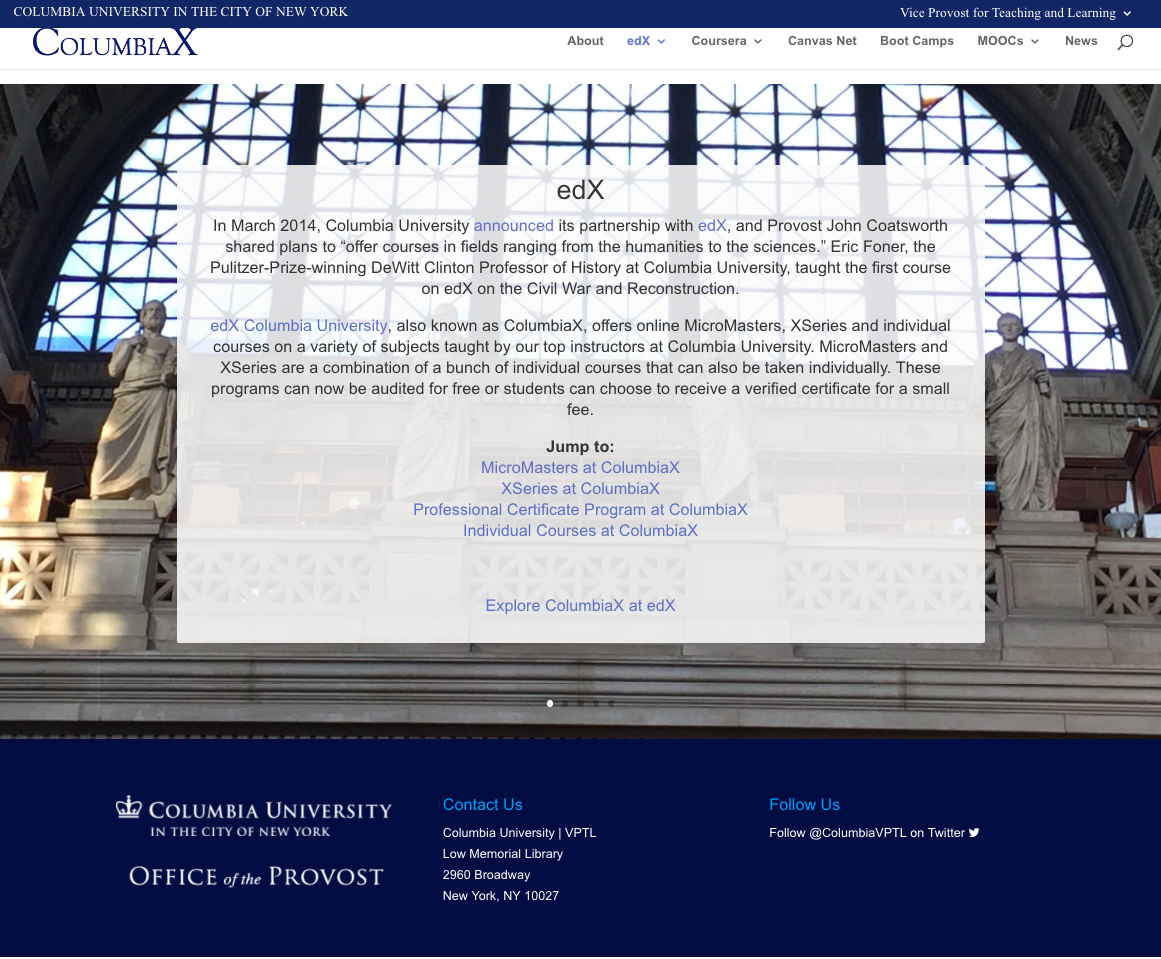 COLUMBIA UNIVERSITY IN THE CITY OF NEW YORK
Vice Provost for Teaching and Learning
COLUMBIAX
About
edX
Coursera
Canvas Net
Boot Camps
MOOCs
News
edX
In March 2014, Columbia University announced its partnership with edX, and Provost John Coatsworth
shared plans to “offer courses in fields ranging from the humanities to the sciences.” Eric Foner, the
Pulitzer-Prize-winning DeWitt Clinton Professor of History at Columbia University, taught the first course
on edX on the Civil War and Reconstruction.
edX Columbia University, also known as ColumbiaX, offers online MicroMasters, XSeries and individual
courses on a variety of subjects taught by our top instructors at Columbia University. MicroMasters and
XSeries are a combination of a bunch of individual courses that can also be taken individually. These
programs can now be audited for free or students can choose to receive a verified certificate for a small
fee.
Jump to:
MicroMasters at ColumbiaX
XSeries at ColumbiaX
Professional Certificate Program at ColumbiaX
Individual Courses at ColumbiaX
Explore ColumbiaX at edX
COLUMBIA UNIVERSITY
IN THE CITY OF NEW YORK
OFFICE of the PROVOST
Contact Us
Columbia University | VPTL
Low Memorial Library
2960 Broadway
New York, NY 10027
Follow Us
Follow @ColumbiaVPTL on Twitter